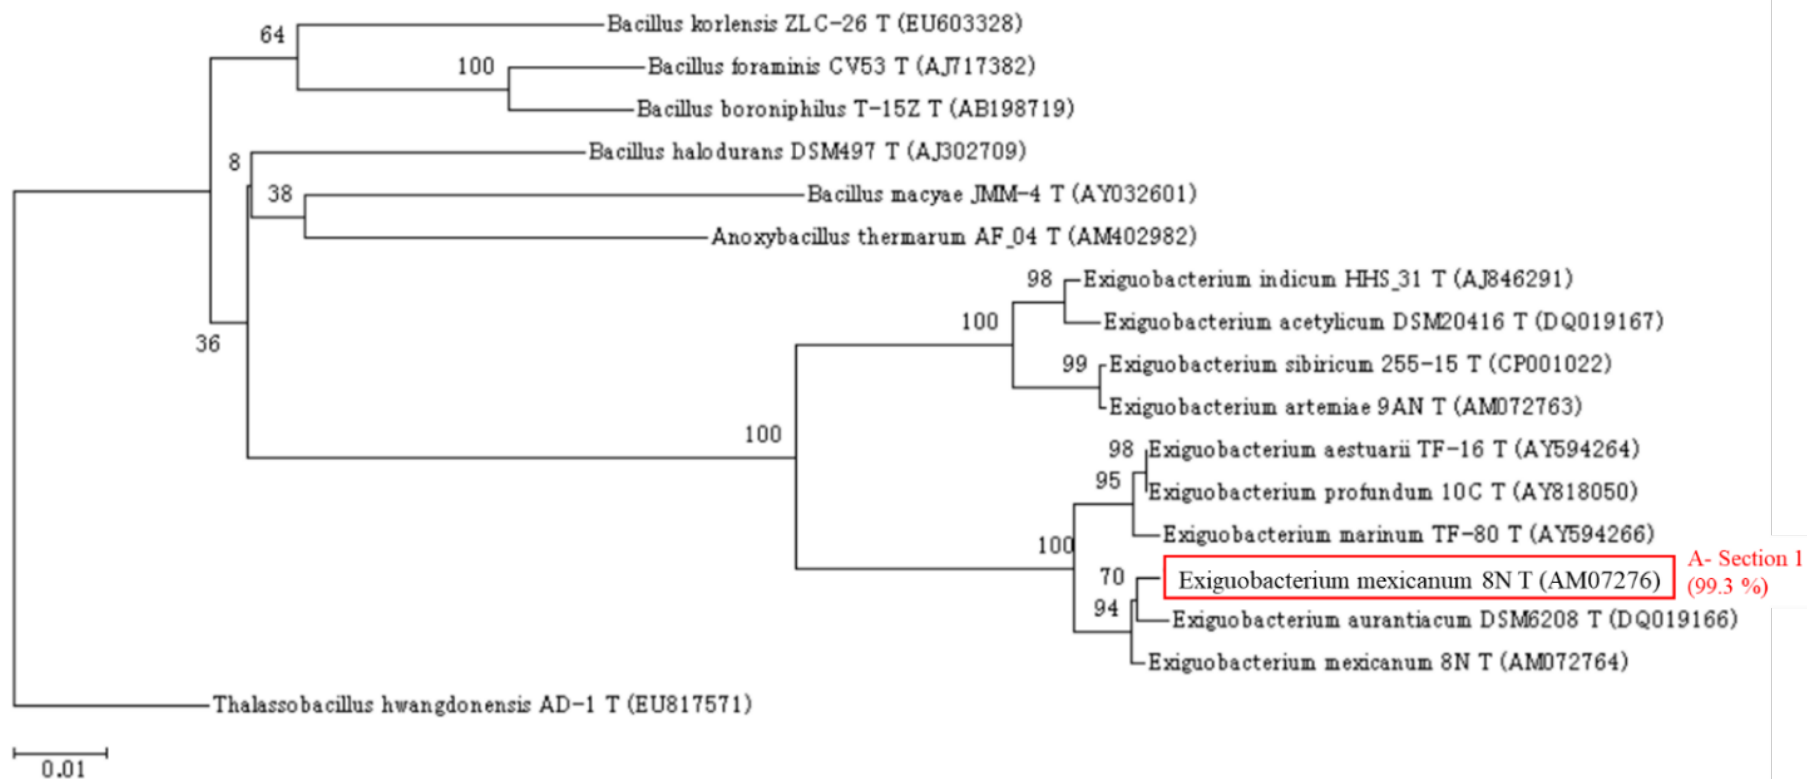 Bacillus korlensis ZLC-26 T (EU603328)
64
Bacillus foraminis CV53 T (AJ717382)
100
Bacillus boroniphilus T-15Z T (AB198719)
Bacillus halodurans DSM497 T (AJ302709)
8
Bacillus macyae JMM-4 T (AY032601)
38
Anoxybacillus thermarum AF_04 T (AM402982)
Exiguobacterium indicum HHS_31 T (AJ846291)
98
Exiguobacterium acetylicum DSM20416 T (DQ019167)
100
36
Exiguobacterium sibiricum 255-15 T (CP001022)
99
Exiguobacterium artemiae 9AN T (AM072763)
100
Exiguobacterium aestuarii TF-16 T (AY594264)
98
95
Exiguobacterium profundum 10C T (AY818050)
Exiguobacterium marinum TF-80 T (AY594266)
100
A- Section 1
(99.3 %)
70
Exiguobacterium mexicanum 8N T (AM07276)
94
Exiguobacterium aurantiacum DSM6208 T (DQ019166)
Exiguobacterium mexicanum 8N T (AM072764)
Thalassobacillus hwangdonensis AD-1 T (EU817571)
0.01